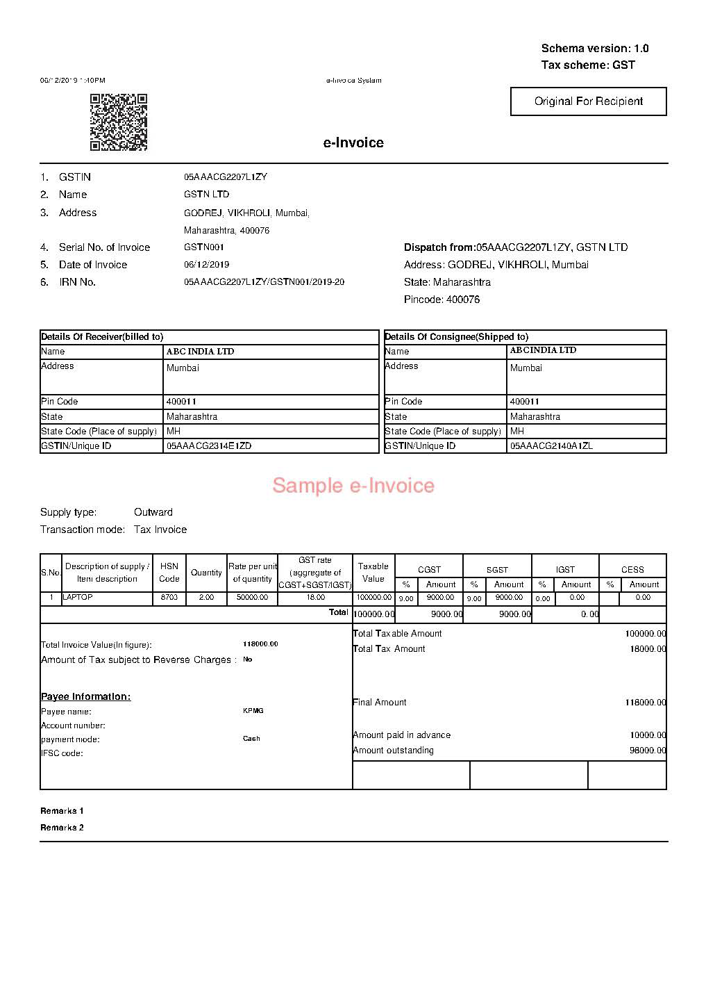 Schema version: 1.0
Tax scheme: GST
06/12/2019 1:40PM e-Invoice System
Original For Recipient
e-Invoice
1. GSTIN 05AAACG2207L1ZY
2. Name GSTN LTD
3. Address GODREJ, VIKHROLI, Mumbai,
Maharashtra, 400076
4. Serial No. of Invoice GSTN001 Dispatch from:05AAACG2207L1ZY, GSTN LTD
5. Date of Invoice 06/12/2019 Address: GODREJ, VIKHROLI, Mumbai
6. IRN No. 05AAACG2207L1ZY/GSTN001/2019-20 State: Maharashtra
Pincode: 400076
Details Of Receiver(billed to) Details Of Consignee(Shipped to)
Name ABC INDIA LTD Name ABC INDIA LTD
Address Mumbai Address Mumbai
Pin Code 400011 Pin Code 400011
State Maharashtra State Maharashtra
State Code (Place of supply) MH State Code (Place of supply) MH
GSTIN/Unique ID 05AAACG2314E1ZD GSTIN/Unique ID 05AAACG2140A1ZL
Sample e-Invoice
Supply type: Outward
Transaction mode: Tax Invoice
S.No. Description of supply / Item description HSN Code Quantity Rate per unit of quantity GST rate (aggregate of CGST+SGST/IGST) Taxable Value CGST SGST IGST CESS
% Amount % Amount % Amount % Amount
1 LAPTOP 8703 2.00 50000.00 18.00 100000.00 9.00 9000.00 9.00 9000.00 0.00 0.00 0.00
Total 100000.00 9000.00 9000.00 0.00
Total Taxable Amount 100000.00
Total Invoice Value(In figure): 118000.00
Total Tax Amount 18000.00
Amount of Tax subject to Reverse Charges : No
Payee Information:
Final Amount 118000.00
Payee name: KPMG
Account number:
Amount paid in advance 10000.00
payment mode: Cash
Amount outstanding 98000.00
IFSC code:
Remarks 1
Remarks 2